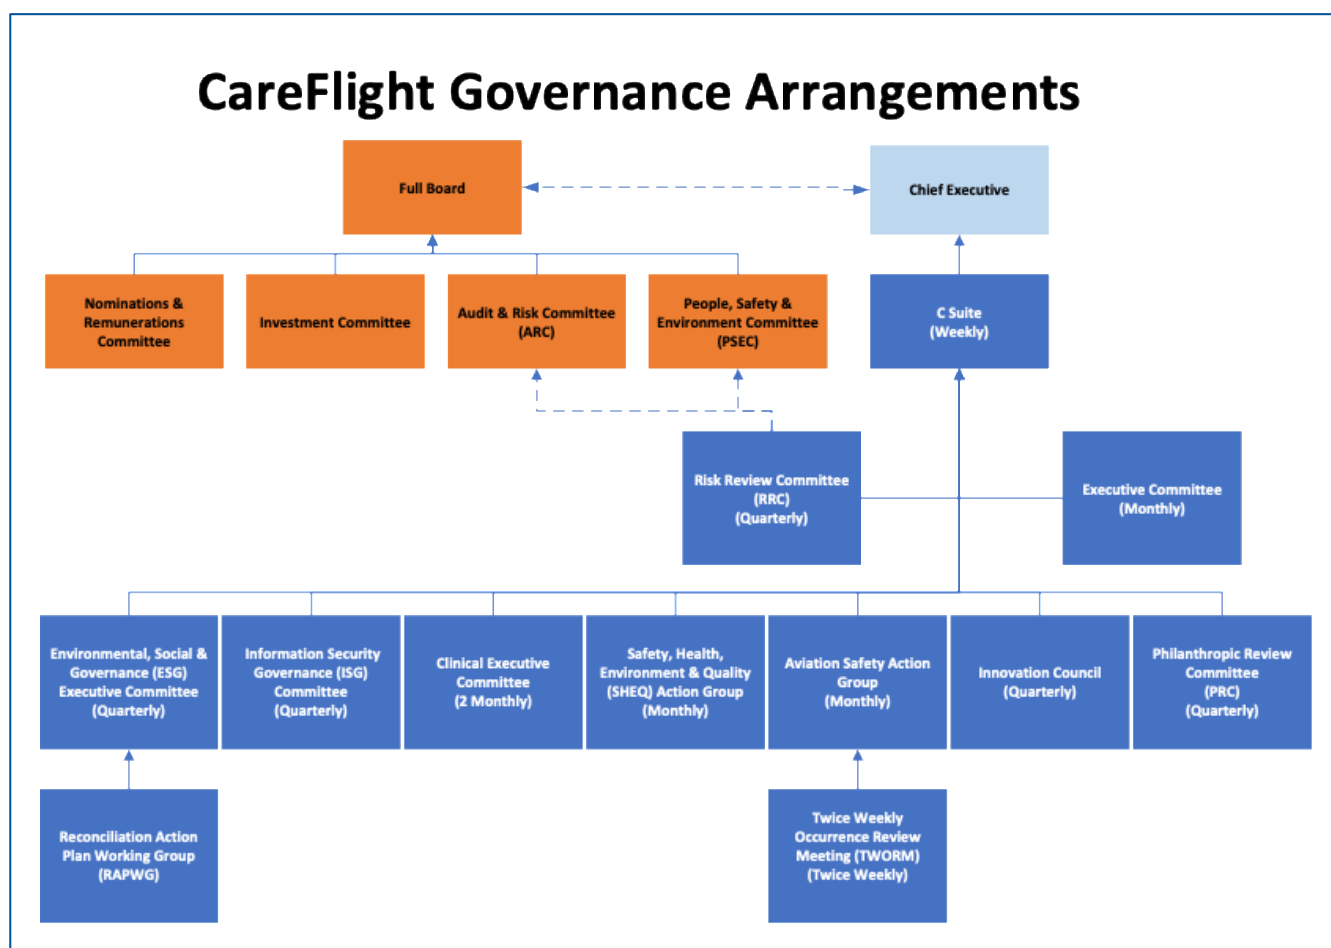 CareFlight Governance Arrangements
Full Board
Chief Executive
Nominations &
Remunerations
Committee
Investment Committee
Audit & Risk Committee
(ARC)
People, Safety &
Environment Committee
(PSEC)
C Suite
(Weekly)
Risk Review Committee
(RRC)
(Quarterly)
Executive Committee
(Monthly)
Environmental, Social &
Governance (ESG)
Executive Committee
(Quarterly)
Information Security
Governance (ISG)
Committee
(Quarterly)
Clinical Executive
Committee
(2 Monthly)
Safety, Health,
Environment & Quality
(SHEQ) Action Group
(Monthly)
Aviation Safety Action
Group
(Monthly)
Innovation Council
(Quarterly)
Philanthropic Review
Committee
(PRC)
(Quarterly)
Reconciliation Action
Plan Working Group
(RAPWG)
Twice Weekly
Occurrence Review
Meeting (TWORM)
(Twice Weekly)